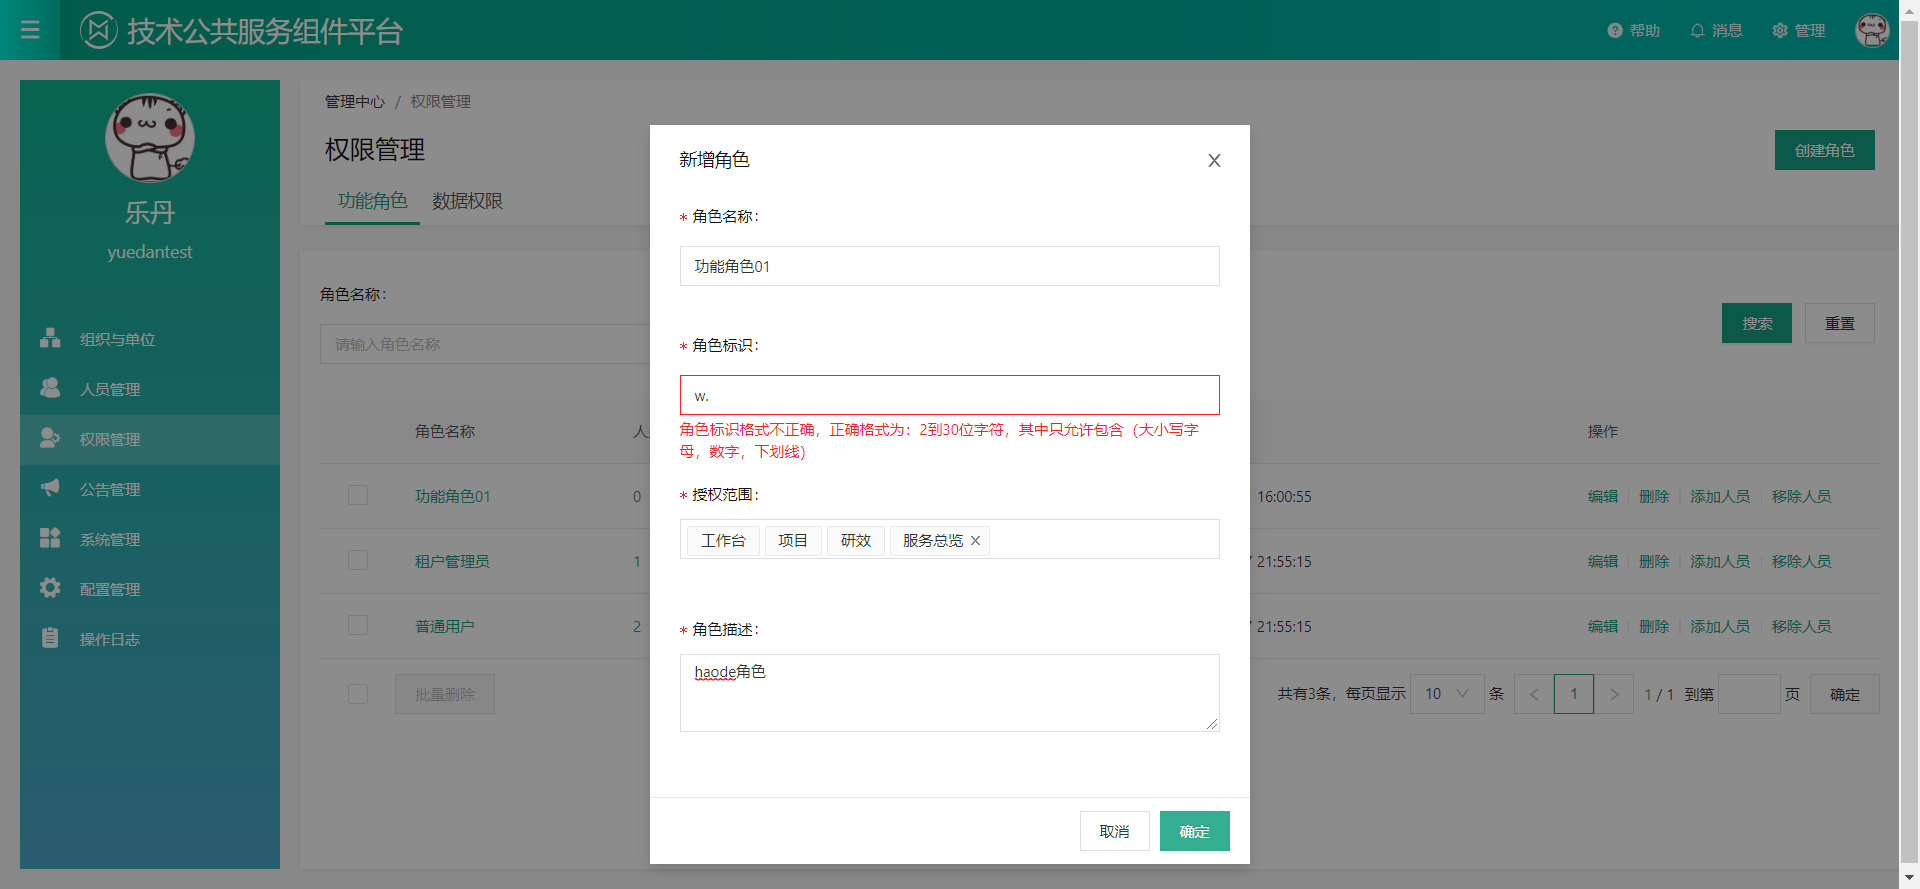 技术公共服务组件平台
帮助 消息 管理
乐丹
yuedantest
组织与单位
人员管理
权限管理
公告管理
系统管理
配置管理
操作日志
管理中心 / 权限管理
权限管理
创建角色
功能角色 数据权限
角色名称：
请输入角色名称
搜索 重置
角色名称 操作
功能角色01 0 16:00:55 编辑 删除 添加人员 移除人员
租户管理员 1 21:55:15 编辑 删除 添加人员 移除人员
普通用户 2 21:55:15 编辑 删除 添加人员 移除人员
批量删除 共有3条，每页显示 10 条 < 1 > 1 / 1 到第 页 确定
新增角色 X
* 角色名称：
功能角色01
* 角色标识：
w.
角色标识格式不正确，正确格式为：2到30位字符，其中只允许包含（大小写字
母，数字，下划线）
* 授权范围：
工作台 项目 研效 服务总览 X
* 角色描述：
haode角色
取消 确定